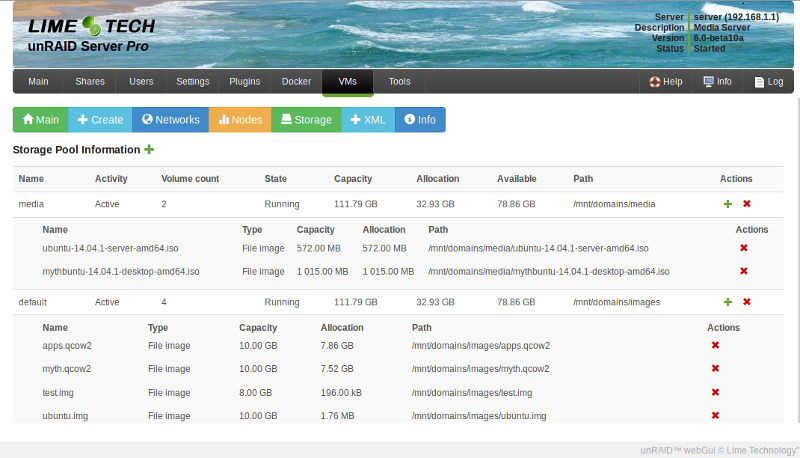 LIME TECH
unRAID Server Pro
Server server (192.168.1.1)
Description Media Server
Version 6.0-beta10a
Status Started
Main Shares Users Settings Plugins Docker VMs Tools Help Info Log
Main Create Networks Nodes Storage XML Info
Storage Pool Information
Name Activity Volume count State Capacity Allocation Available Path Actions
media Active 2 Running 111.79 GB 32.93 GB 78.86 GB /mnt/domains/media
Name Type Capacity Allocation Path Actions
ubuntu-14.04.1-server-amd64.iso File image 572.00 MB 572.00 MB /mnt/domains/media/ubuntu-14.04.1-server-amd64.iso
mythbuntu-14.04.1-desktop-amd64.iso File image 1 015.00 MB 1 015.00 MB /mnt/domains/media/mythbuntu-14.04.1-desktop-amd64.iso
default Active 4 Running 111.79 GB 32.93 GB 78.86 GB /mnt/domains/images
Name Type Capacity Allocation Path Actions
apps.qcow2 File image 10.00 GB 7.86 GB /mnt/domains/images/apps.qcow2
myth.qcow2 File image 10.00 GB 7.52 GB /mnt/domains/images/myth.qcow2
test.img File image 8.00 GB 196.00 kB /mnt/domains/images/test.img
ubuntu.img File image 10.00 GB 1.76 MB /mnt/domains/images/ubuntu.img
unRAID™ webGui © Lime Technology"